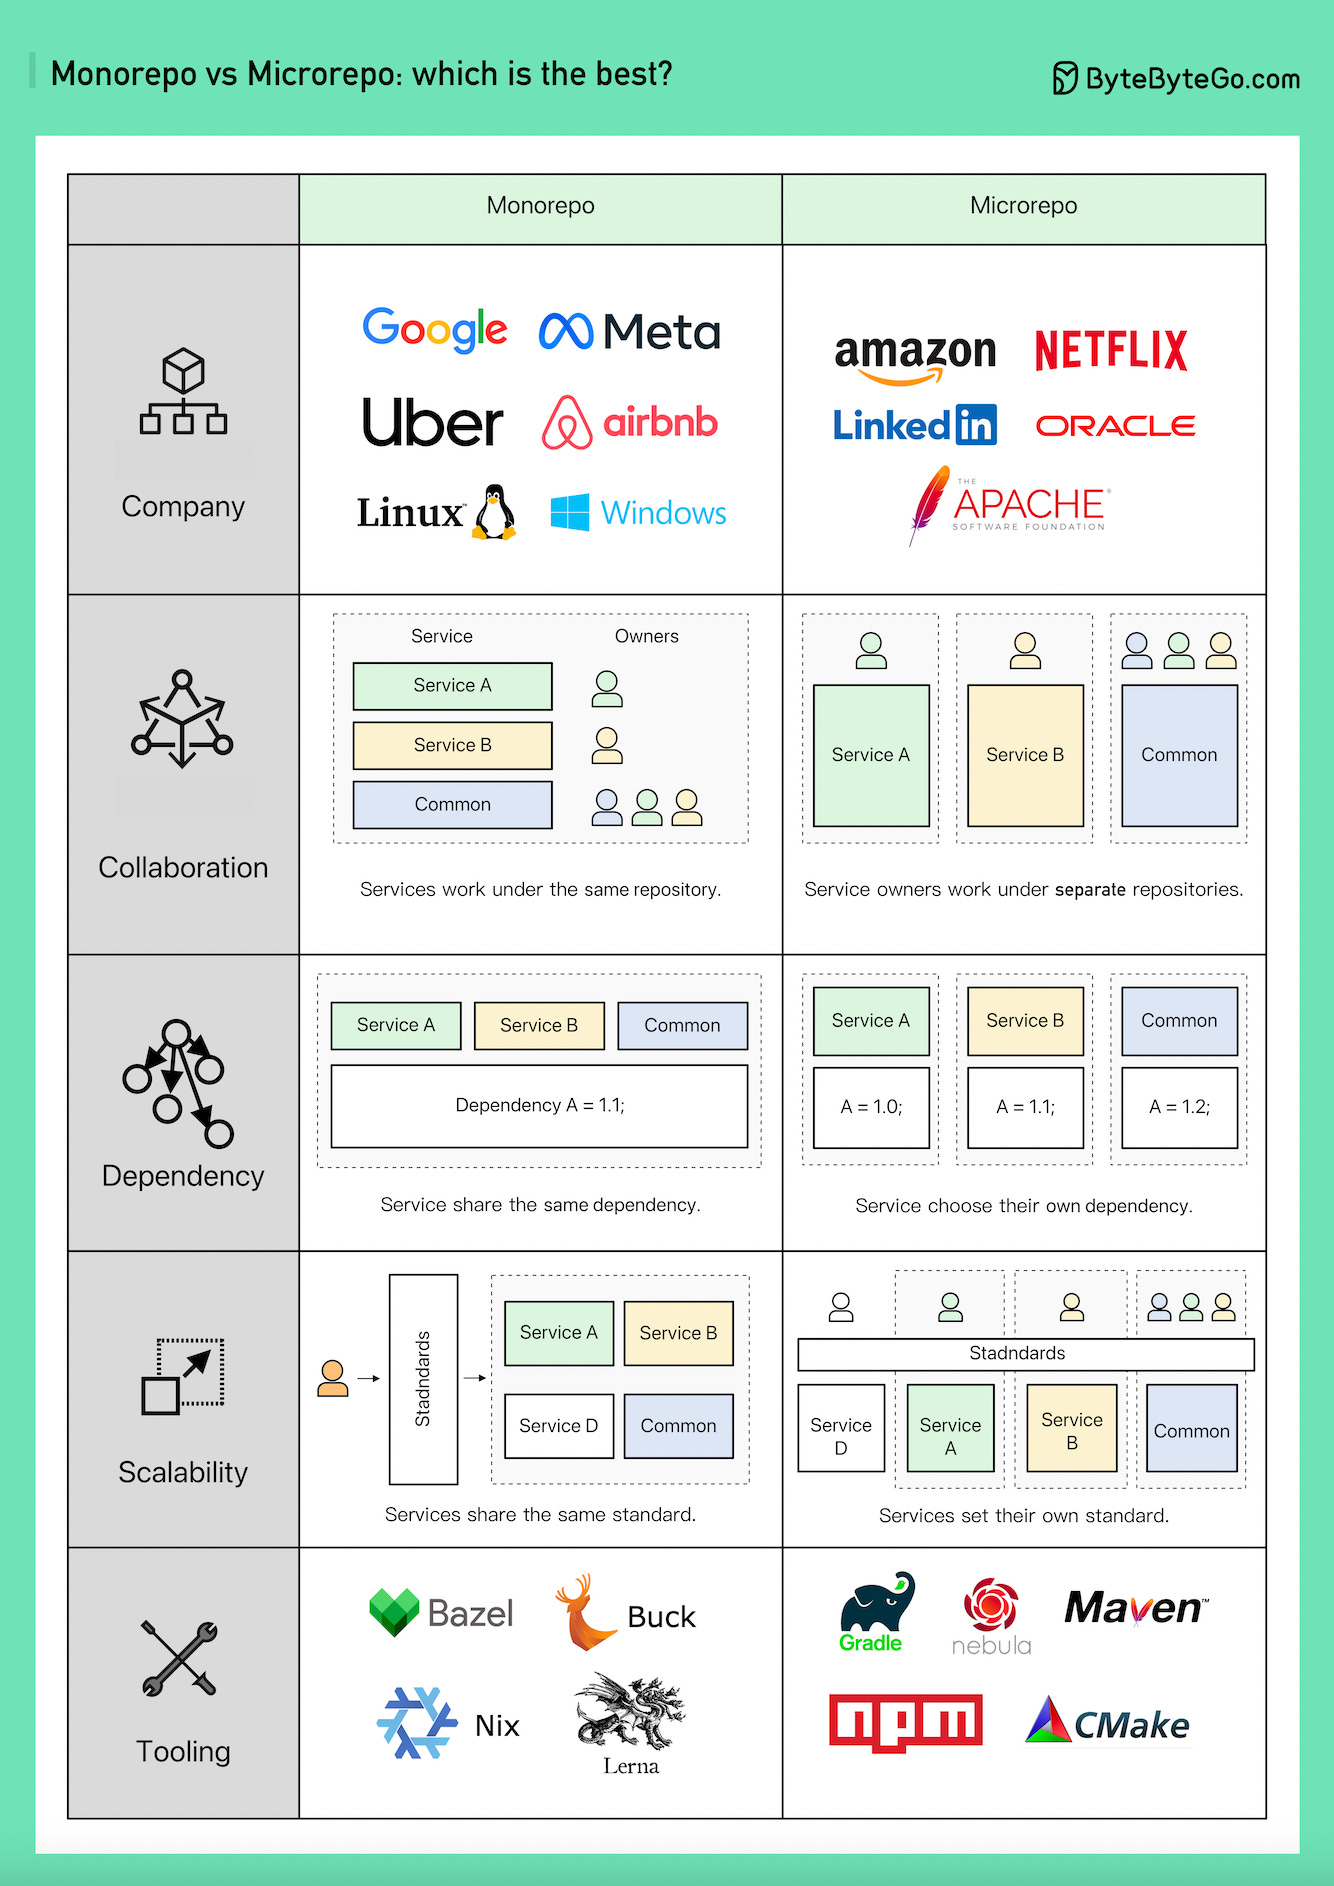 Monorepo vs Microrepo: which is the best?
ByteByteGo.com
Monorepo
Microrepo
Company
Google
Meta
Uber
airbnb
Linux™
Windows
amazon
NETFLIX
Linked in
ORACLE
THE
APACHE®
SOFTWARE FOUNDATION
Collaboration
Service
Owners
Service A
Service B
Common
Services work under the same repository.
Service A
Service B
Common
Service owners work under separate repositories.
Dependency
Service A
Service B
Common
Dependency A = 1.1;
Service share the same dependency.
Service A
Service B
Common
A = 1.0;
A = 1.1;
A = 1.2;
Service choose their own dependency.
Scalability
Stadndards
Service A
Service B
Service D
Common
Services share the same standard.
Stadndards
Service
D
Service
A
Service
B
Common
Services set their own standard.
Tooling
Bazel
Buck
Nix
Lerna
Gradle
nebula
Maven™
npm
CMake